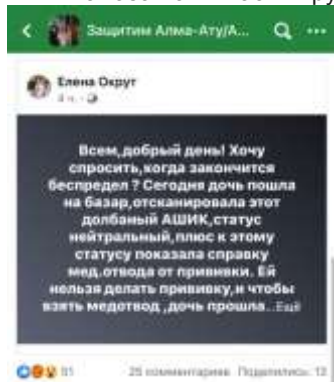 Защитим Алма-Ату/А...
Елена Округ
4 ч.
Всем,добрый день! Хочу
спросить,когда закончится
беспредел ? Сегодня дочь пошла
на базар,отсканировала этот
долбаный АШИК,статус
нейтральный,плюс к этому
статусу показала справку
мед.отвода от прививки. Ей
нельзя делать прививку,и чтобы
взять медотвод ,дочь прошла...Ещё
25 комментариев Поделились: 13